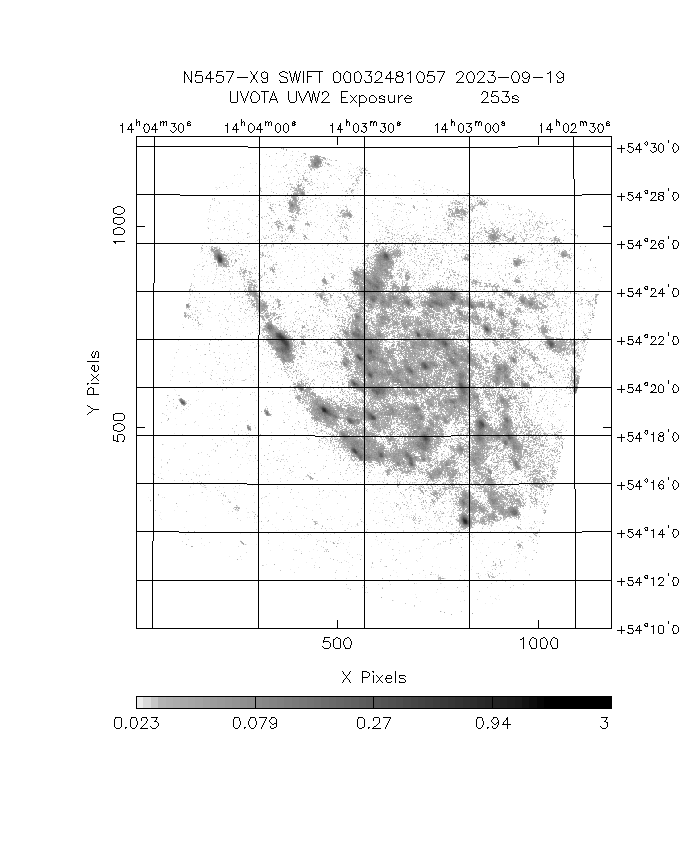 N5457-X9 SWIFT 00032481057 2023-09-19
UVOTA UVW2 Exposure 253s
14ʰ04ᵐ30ˢ 14ʰ04ᵐ00ˢ 14ʰ03ᵐ30ˢ 14ʰ03ᵐ00ˢ 14ʰ02ᵐ30ˢ
+54°30'0
+54°28'0
1000
+54°26'0
+54°24'0
+54°22'0
Y Pixels
+54°20'0
500
+54°18'0
+54°16'0
+54°14'0
+54°12'0
+54°10'0
500 1000
X Pixels
0.023 0.079 0.27 0.94 3